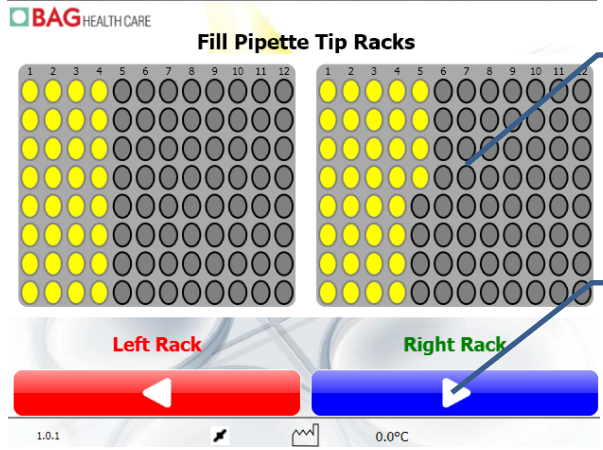 BAG HEALTH CARE
Fill Pipette Tip Racks
1 2 3 4 5 6 7 8 9 10 11 12
1 2 3 4 5 6 7 8 9 10 11 12
Left Rack
Right Rack
1.0.1
0.0°C